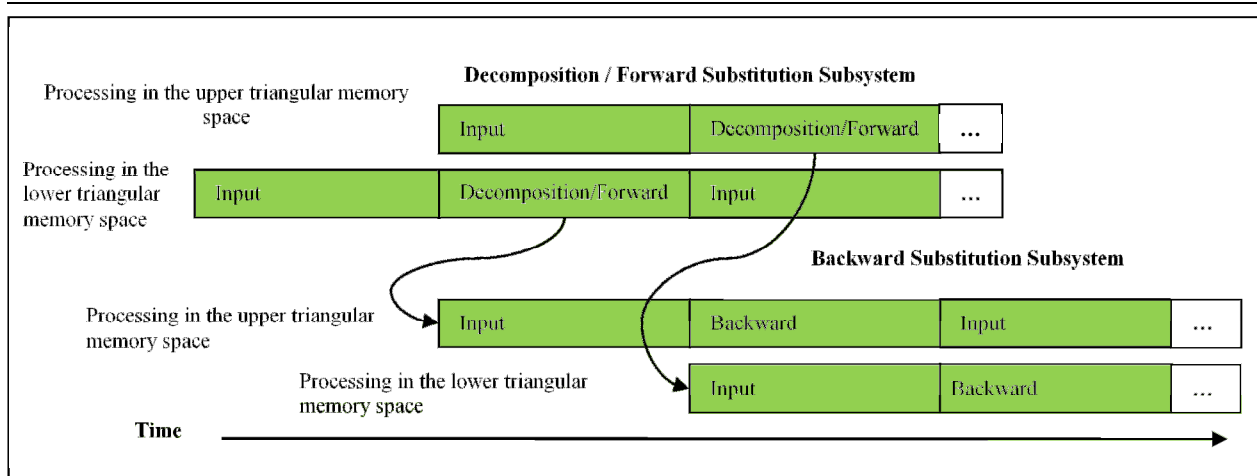 Decomposition / Forward Substitution Subsystem
Processing in the upper triangular memory
space
Input
Decomposition/Forward
...
Processing in the
lower triangular
memory space
Input
Decomposition/Forward
Input
...
Backward Substitution Subsystem
Processing in the upper triangular
memory space
Input
Backward
Input
...
Processing in the lower triangular
memory space
Input
Backward
...
Time